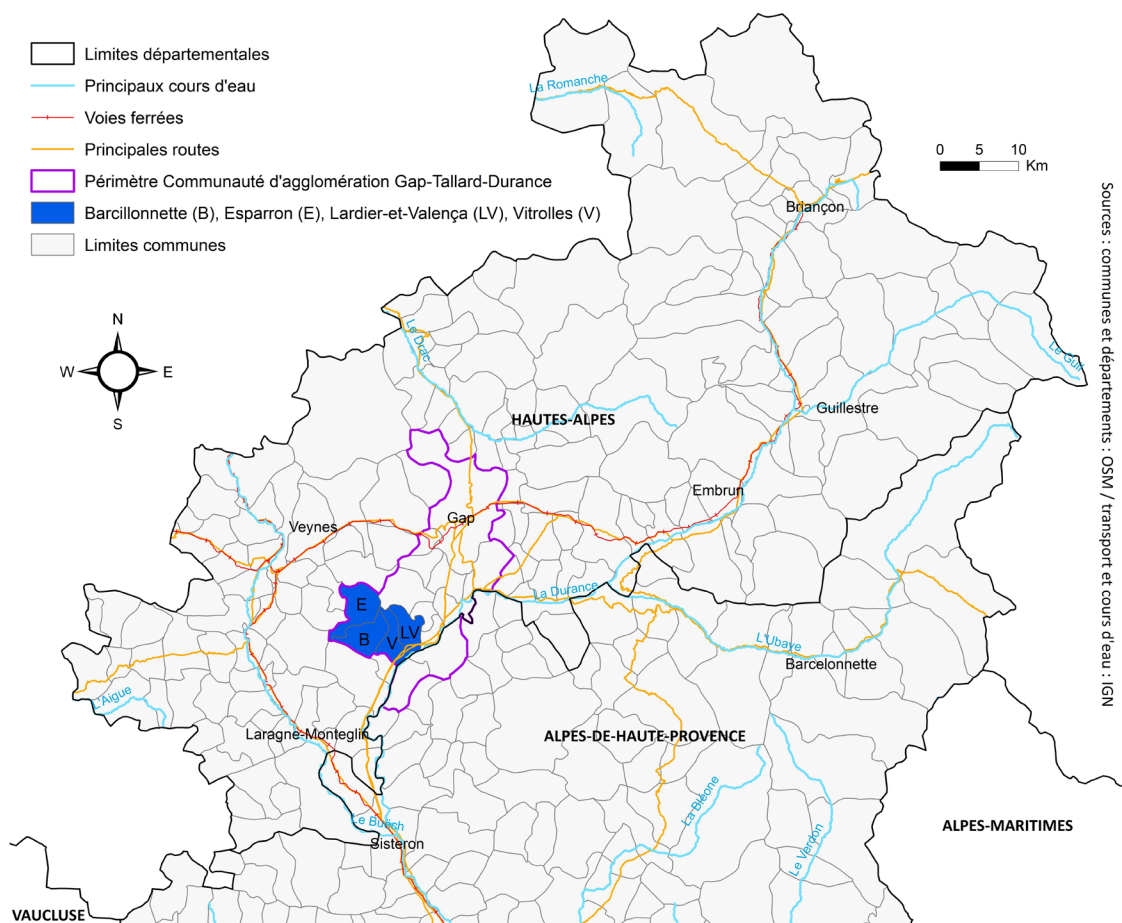 Limites départementales
Principaux cours d'eau
Voies ferrées
Principales routes
Périmètre Communauté d'agglomération Gap-Tallard-Durance
Barcillonnette (B), Esparron (E), Lardier-et-Valença (LV), Vitrolles (V)
Limites communes
N
W E
S
0 5 10
Km
Sources : communes et départements : OSM / transport et cours d'eau : IGN
La Romanche
Briançon
Le Drac
Le Guil
Guillestre
HAUTES-ALPES
Embrun
Gap
Veynes
La Durance
E
B
V
LV
L'Ubaye
Barcelonnette
L'Aigue
Laragne-Monteglin
ALPES-DE-HAUTE-PROVENCE
La Bléone
Le Buëch
Sisteron
Le Verdon
ALPES-MARITIMES
VAUCLUSE